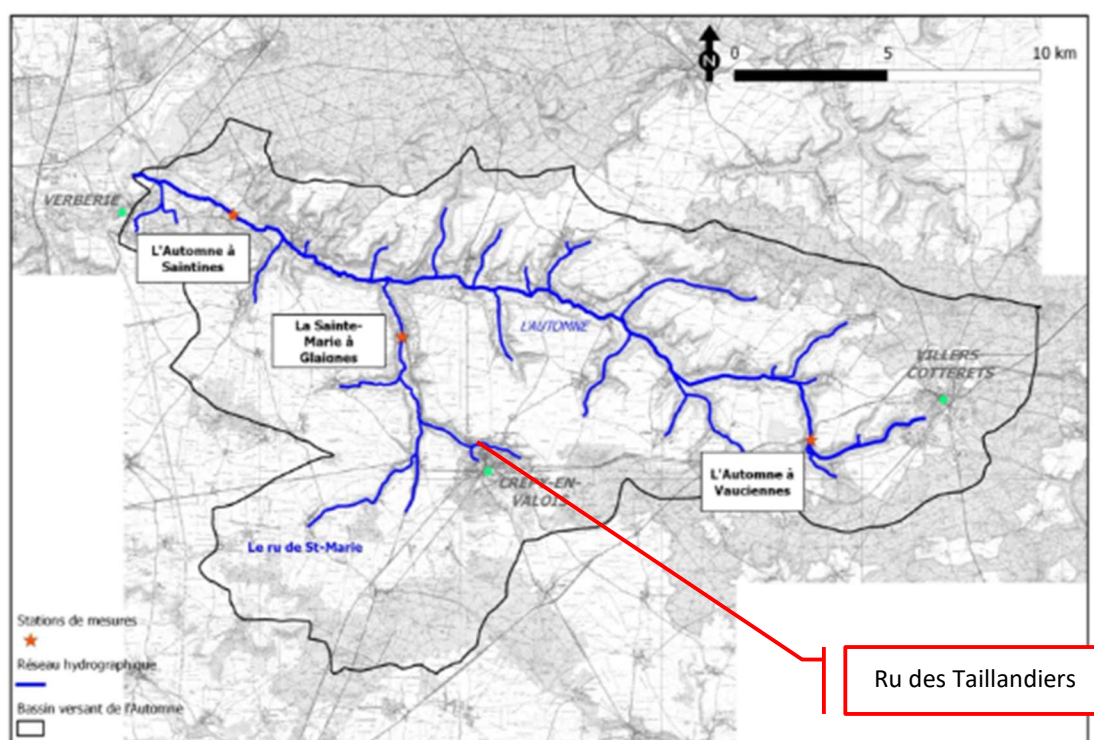 N
0 5 10 km
VERBERIE
L'Automne à
Saintines
La Sainte-
Marie à
Glaignes
L'AUTOMNE
VILLERS-
COTTERETS
L'Automne à
Vauciennes
CREPY-EN-
VALOIS
Le ru de St-Marie
Stations de mesures
Réseau hydrographique
Bassin versant de l'Automne
Ru des Taillandiers